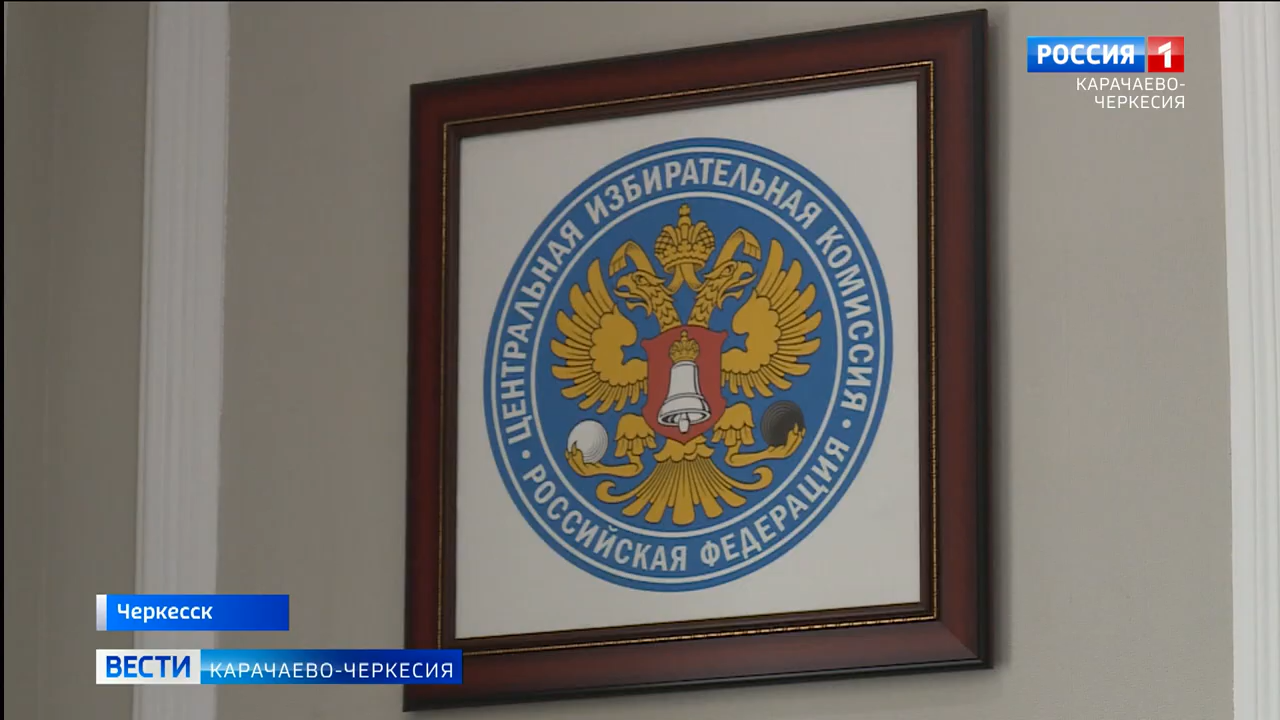 РОССИЯ 1
КАРАЧАЕВО-
ЧЕРКЕСИЯ
ЦЕНТРАЛЬНАЯ ИЗБИРАТЕЛЬНАЯ КОМИССИЯ
• РОССИЙСКАЯ ФЕДЕРАЦИЯ •
Черкесск
ВЕСТИ КАРАЧАЕВО-ЧЕРКЕСИЯ